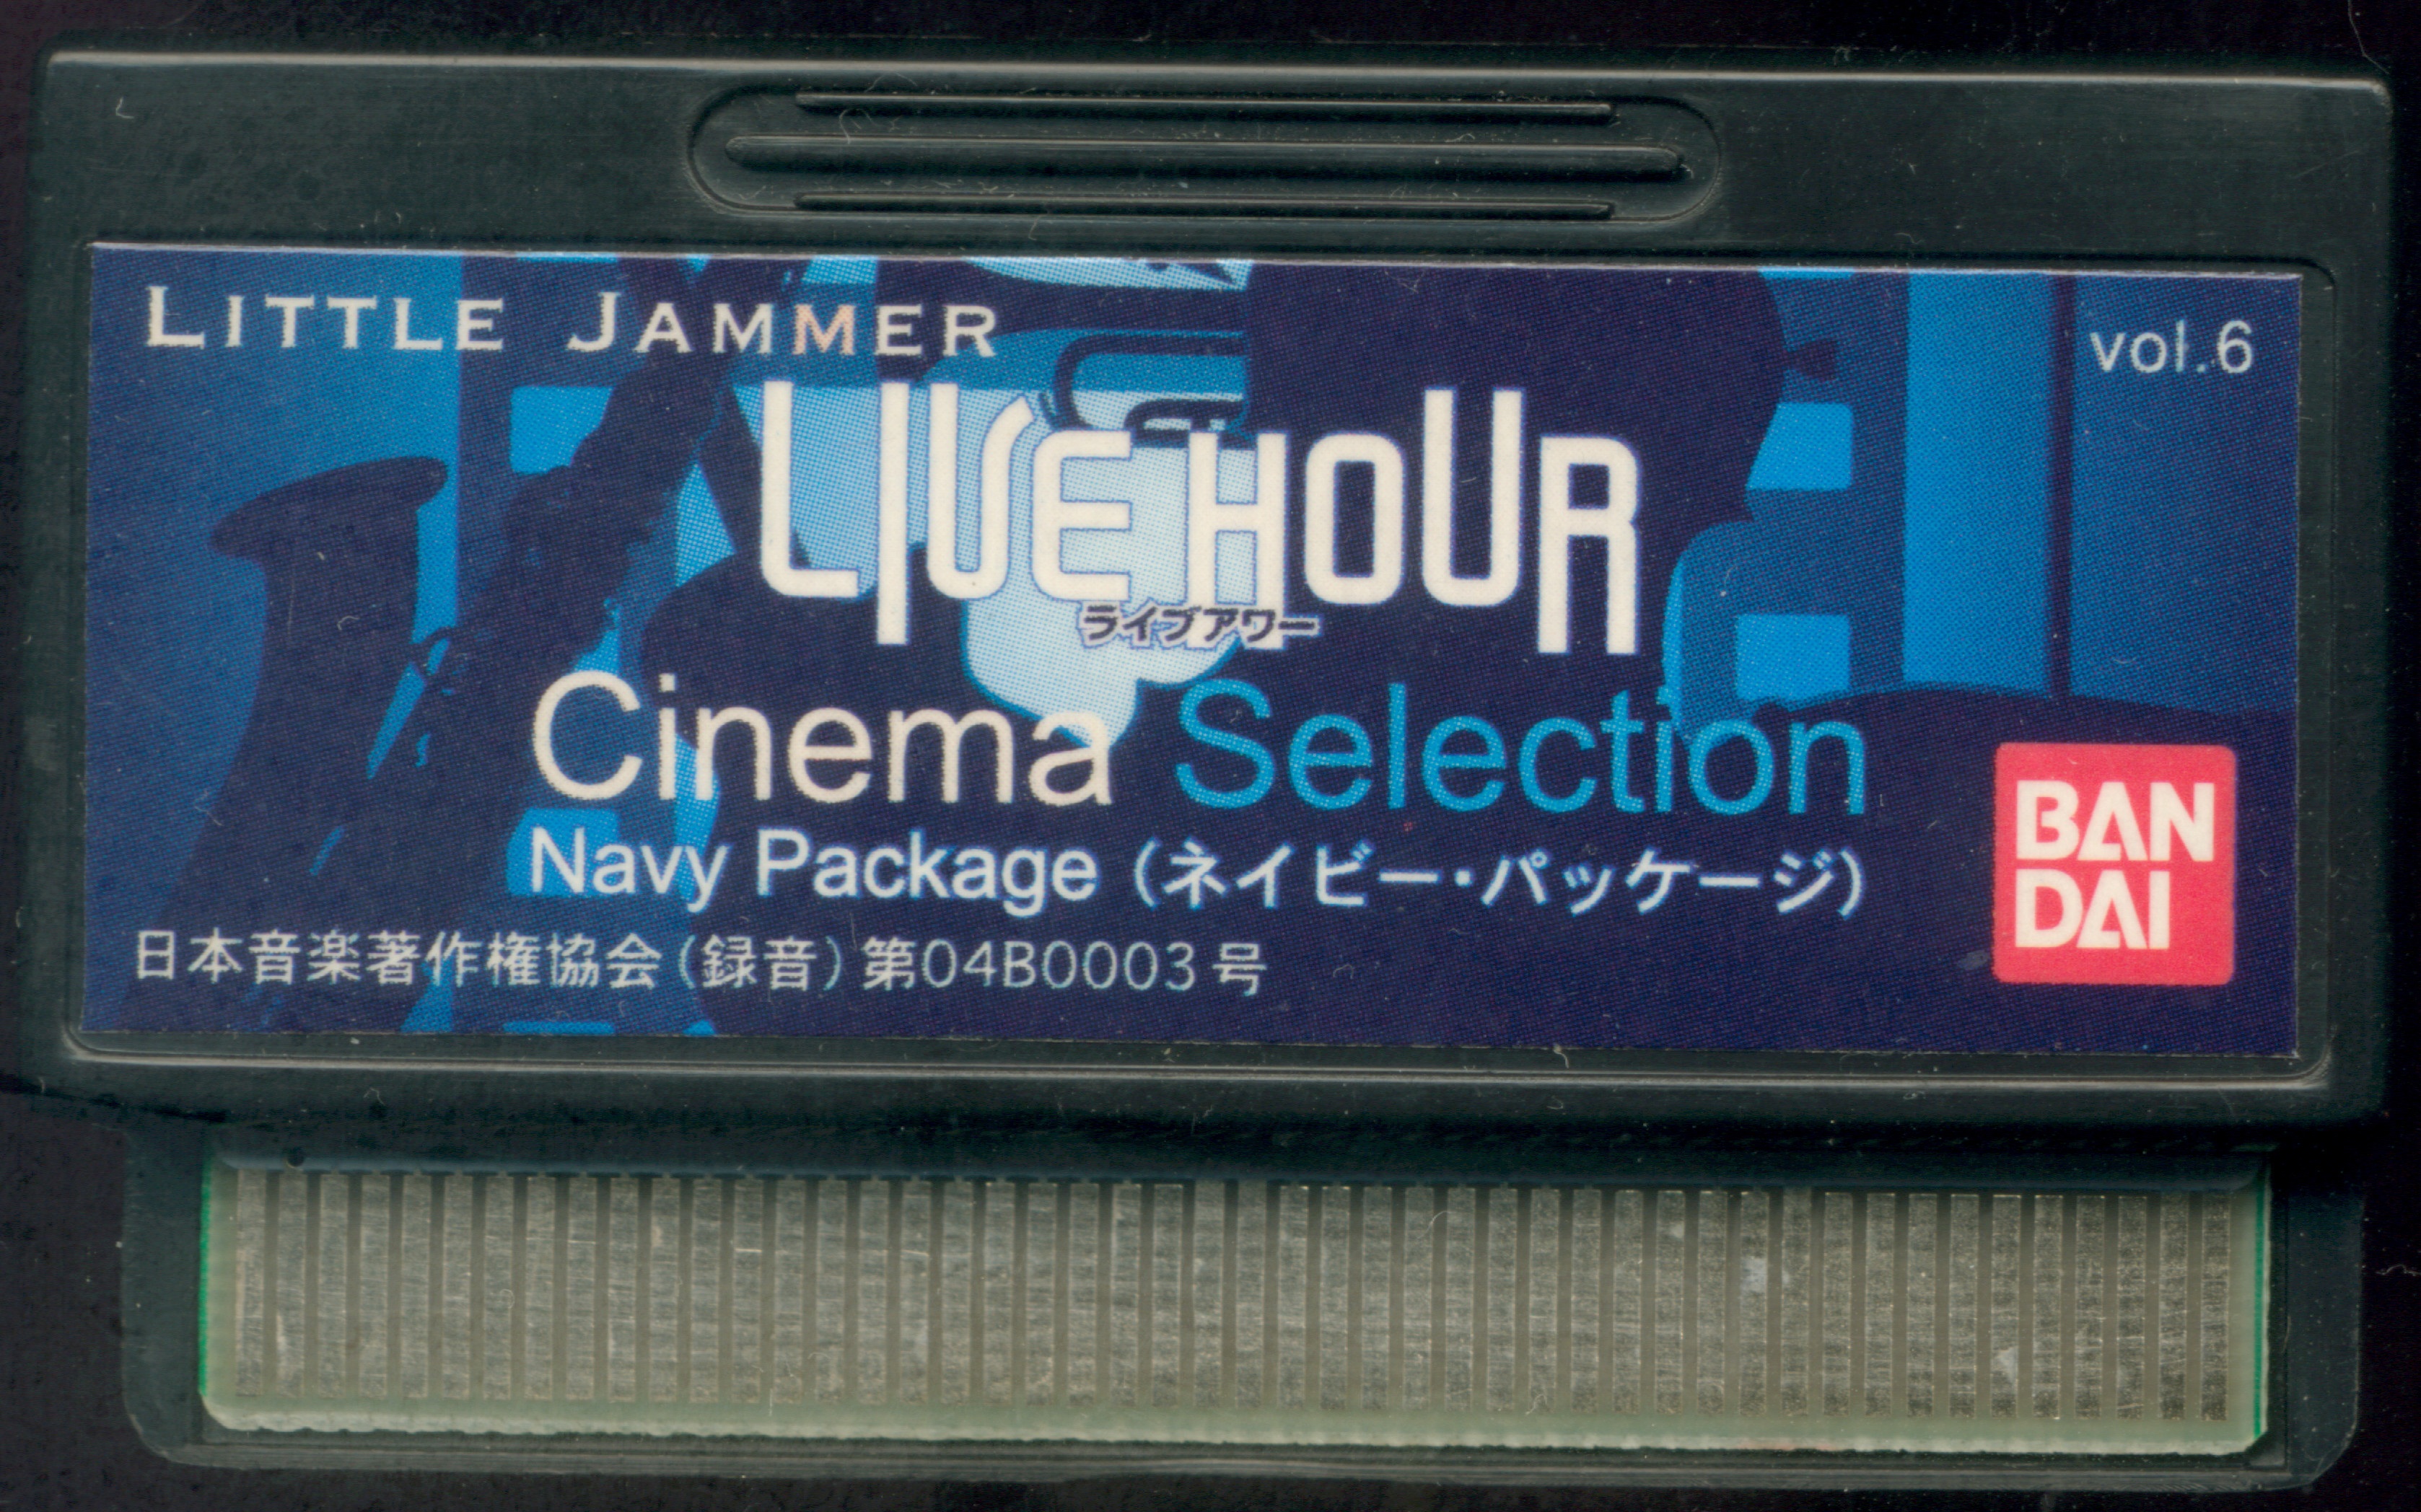 LITTLE JAMMER
vol.6
LIVE HOUR
ライブアワー
Cinema Selection
Navy Package (ネイビー・パッケージ)
日本音楽著作権協会(録音)第04B0003号
BAN
DAI